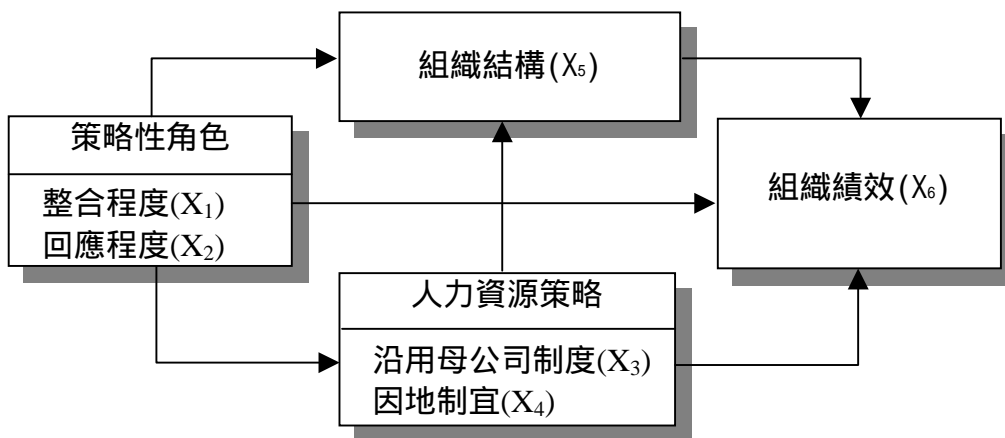 組織結構(X₅)
策略性角色
整合程度(X₁)
回應程度(X₂)
組織績效(X₆)
人力資源策略
沿用母公司制度(X₃)
因地制宜(X₄)